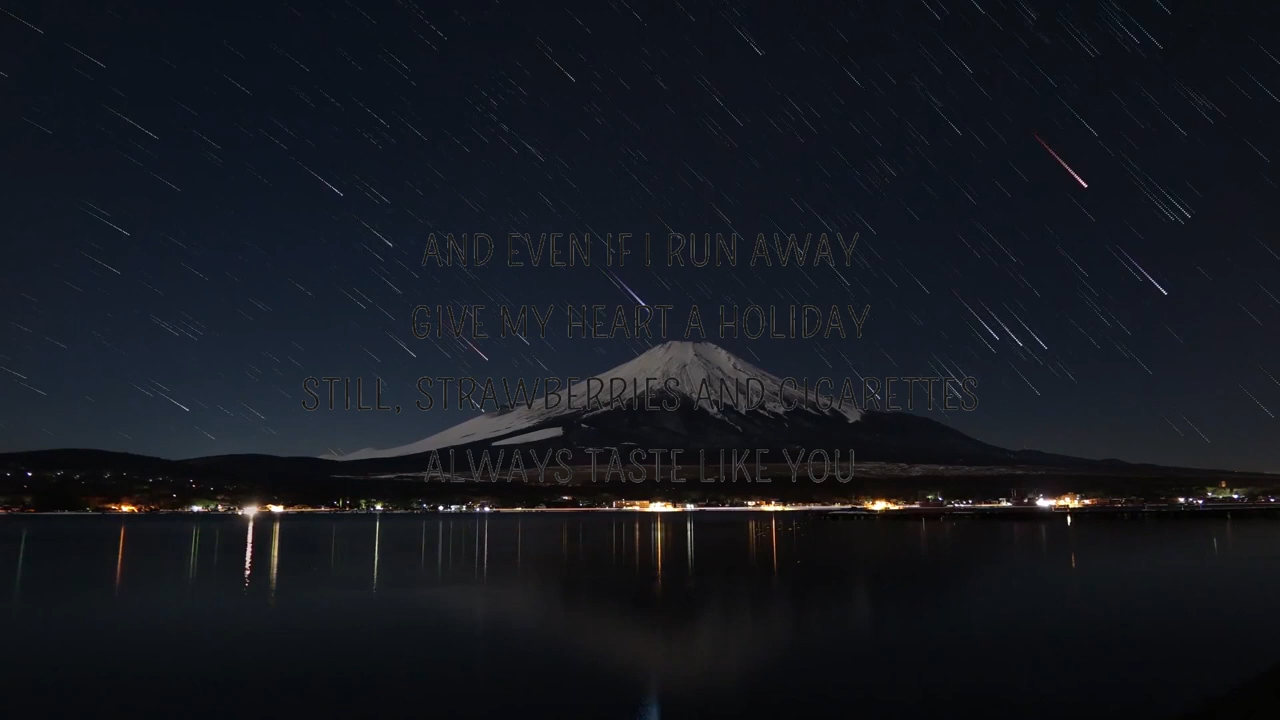 AND EVEN IF I RUN AWAY
GIVE MY HEART A HOLIDAY
STILL, STRAWBERRIES AND CIGARETTES
ALWAYS TASTE LIKE YOU